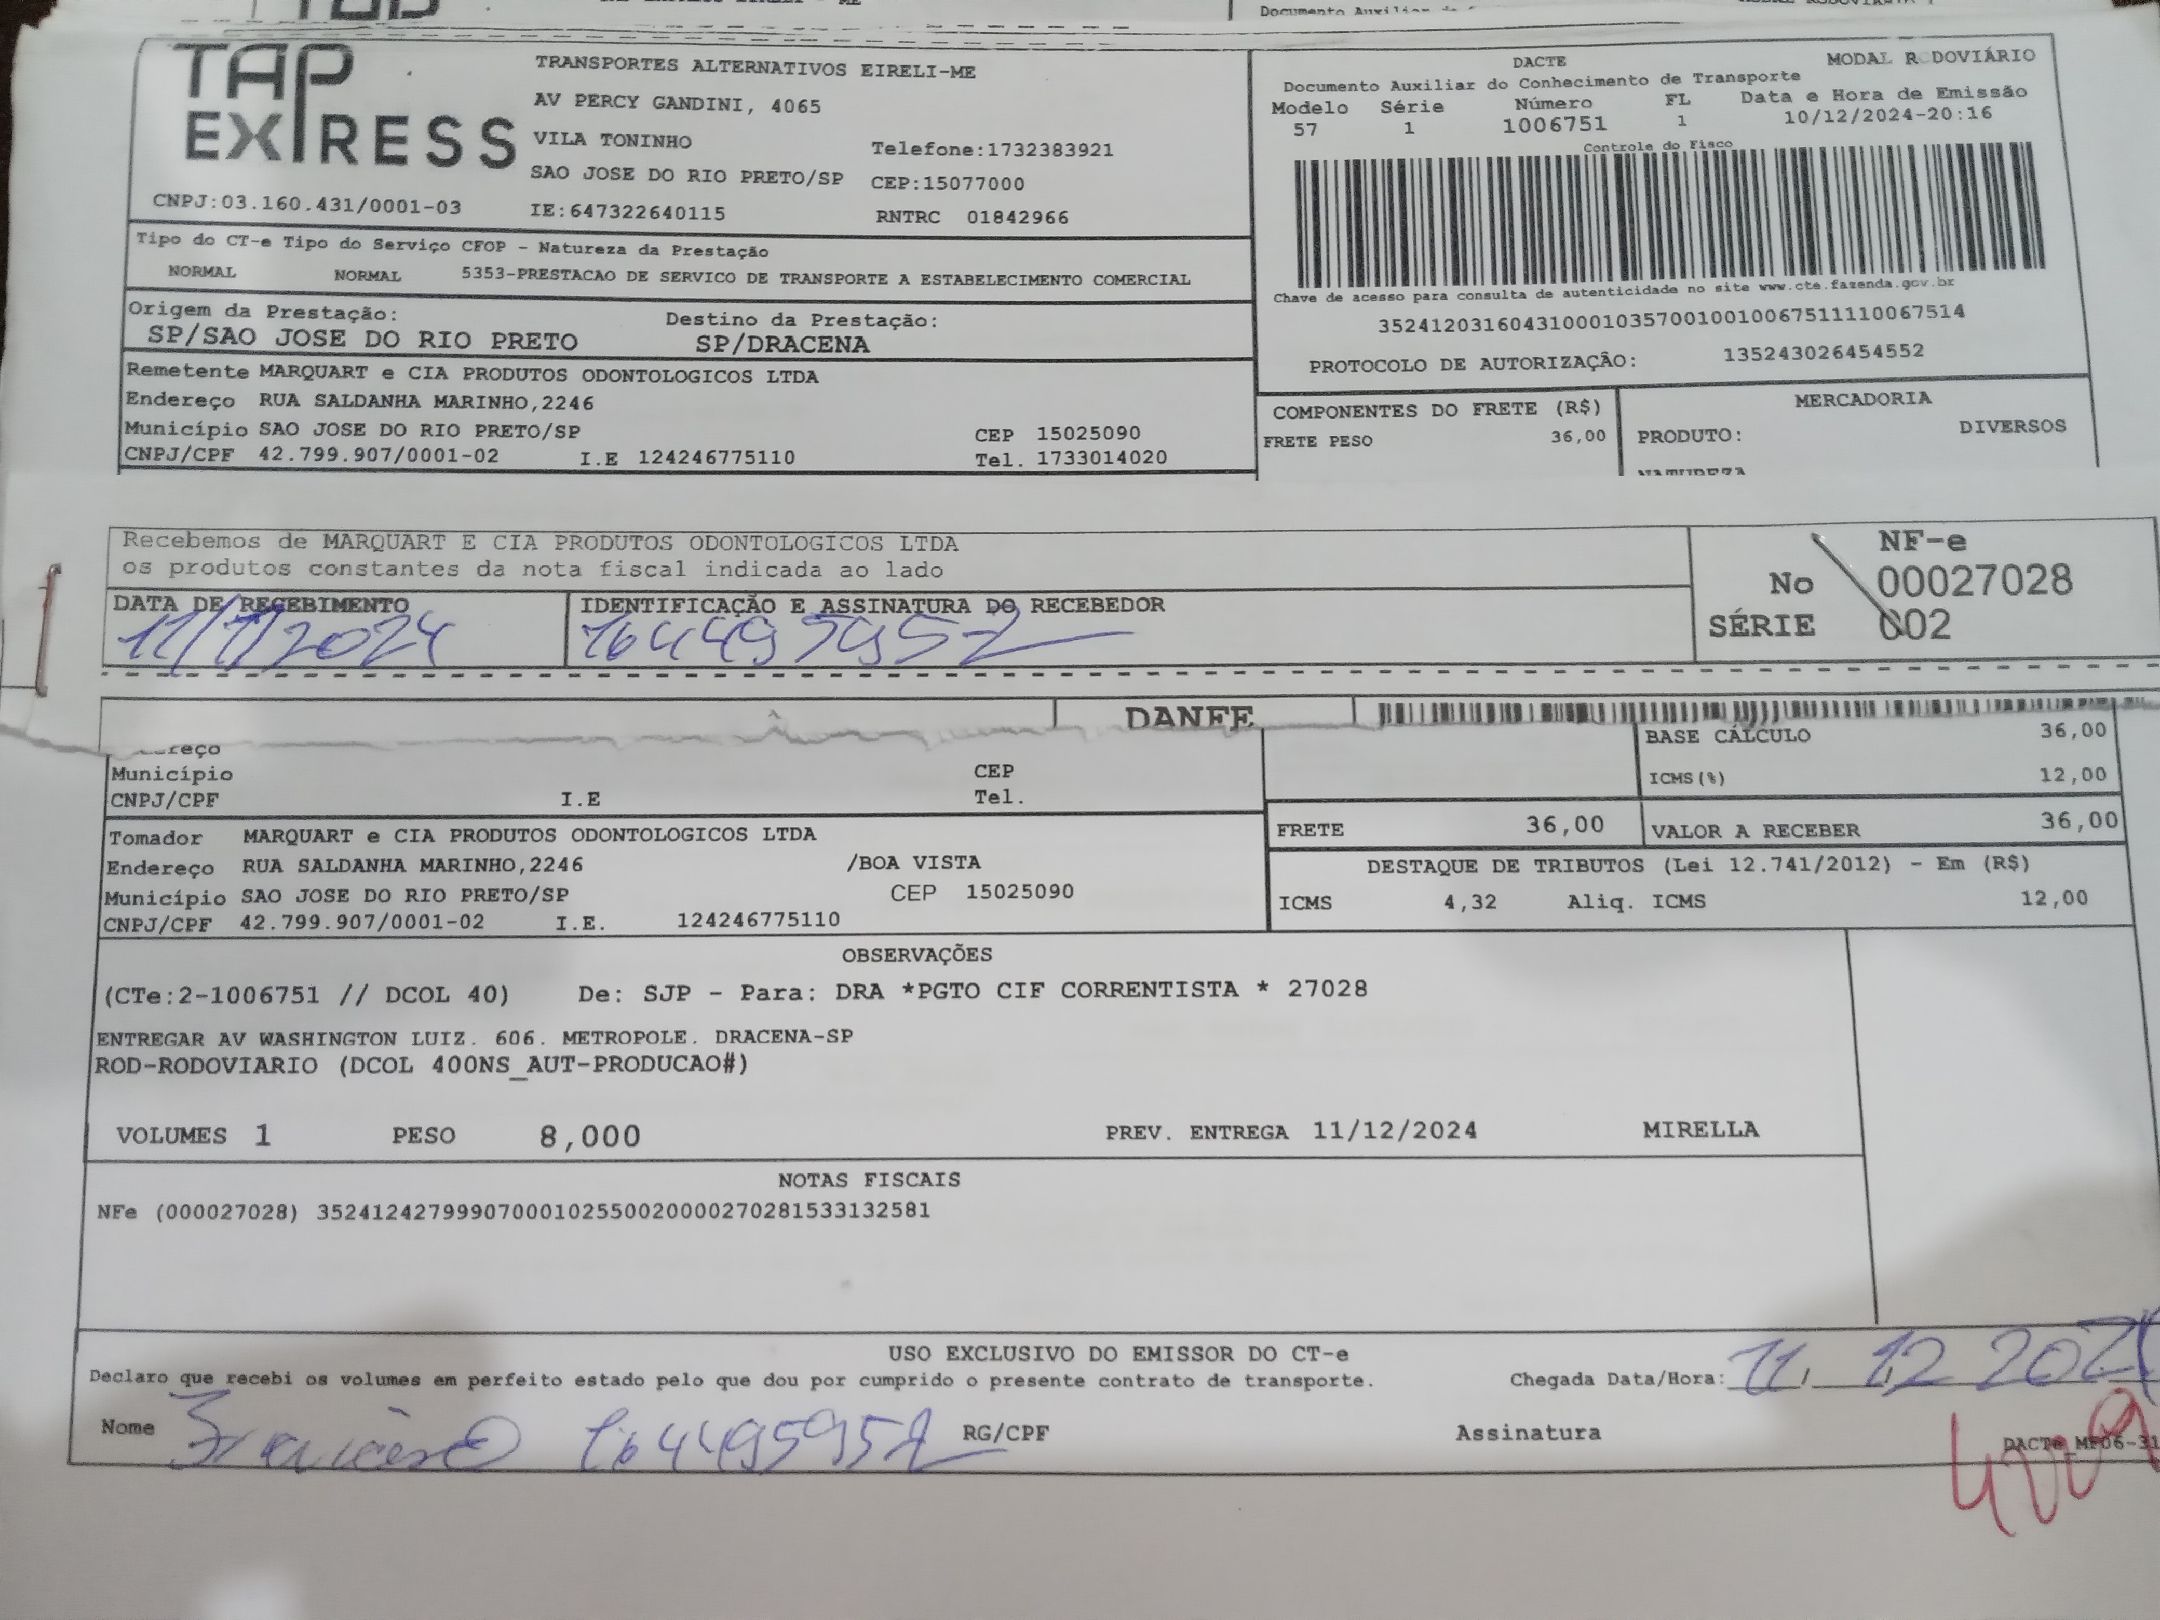 TAP
EXPRESS
TRANSPORTES ALTERNATIVOS EIRELI-ME
AV PERCY GANDINI, 4065
VILA TONINHO
Telefone:1732383921
SAO JOSE DO RIO PRETO/SP CEP:15077000
CNPJ:03.160.431/0001-03 IE:647322640115 RNTRC 01842966
DACTE MODAL RODOVIÁRIO
Documento Auxiliar do Conhecimento de Transporte
Modelo Série Número FL Data e Hora de Emissão
57 1 1006751 1 10/12/2024-20:16
Controle do Fisco
Chave de acesso para consulta de autenticidade no site www.cte.fazenda.gov.br
35241203160431000103570010010067511110067514
PROTOCOLO DE AUTORIZAÇÃO: 135243026454552
Tipo do CT-e Tipo do Serviço CFOP - Natureza da Prestação
NORMAL NORMAL 5353-PRESTACAO DE SERVICO DE TRANSPORTE A ESTABELECIMENTO COMERCIAL
Origem da Prestação: Destino da Prestação:
SP/SAO JOSE DO RIO PRETO SP/DRACENA
Remetente MARQUART e CIA PRODUTOS ODONTOLOGICOS LTDA
Endereço RUA SALDANHA MARINHO,2246
Município SAO JOSE DO RIO PRETO/SP CEP 15025090
CNPJ/CPF 42.799.907/0001-02 I.E 124246775110 Tel. 1733014020
COMPONENTES DO FRETE (R$) MERCADORIA
FRETE PESO 36,00 PRODUTO: DIVERSOS
Recebemos de MARQUART E CIA PRODUTOS ODONTOLOGICOS LTDA
os produtos constantes da nota fiscal indicada ao lado
DATA DE RECEBIMENTO IDENTIFICAÇÃO E ASSINATURA DO RECEBEDOR
1644959952
NF-e
No 00027028
SÉRIE 002
DANFE
BASE CÁLCULO 36,00
Município CEP
ICMS(%) 12,00
CNPJ/CPF I.E Tel.
Tomador MARQUART e CIA PRODUTOS ODONTOLOGICOS LTDA
FRETE 36,00 VALOR A RECEBER 36,00
Endereço RUA SALDANHA MARINHO,2246 /BOA VISTA
DESTAQUE DE TRIBUTOS (Lei 12.741/2012) - Em (R$)
Município SAO JOSE DO RIO PRETO/SP CEP 15025090
ICMS 4,32 Aliq. ICMS 12,00
CNPJ/CPF 42.799.907/0001-02 I.E. 124246775110
OBSERVAÇÕES
(CTe:2-1006751 // DCOL 40) De: SJP - Para: DRA *PGTO CIF CORRENTISTA * 27028
ENTREGAR AV WASHINGTON LUIZ. 606. METROPOLE. DRACENA-SP
ROD-RODOVIARIO (DCOL 400NS_AUT-PRODUCAO#)
VOLUMES 1 PESO 8,000 PREV. ENTREGA 11/12/2024 MIRELLA
NOTAS FISCAIS
NFe (000027028) 35241242799907000102550020000270281533132581
USO EXCLUSIVO DO EMISSOR DO CT-e
Declaro que recebi os volumes em perfeito estado pelo que dou por cumprido o presente contrato de transporte. Chegada Data/Hora: 11 12 2024
Nome 1644959952 RG/CPF Assinatura